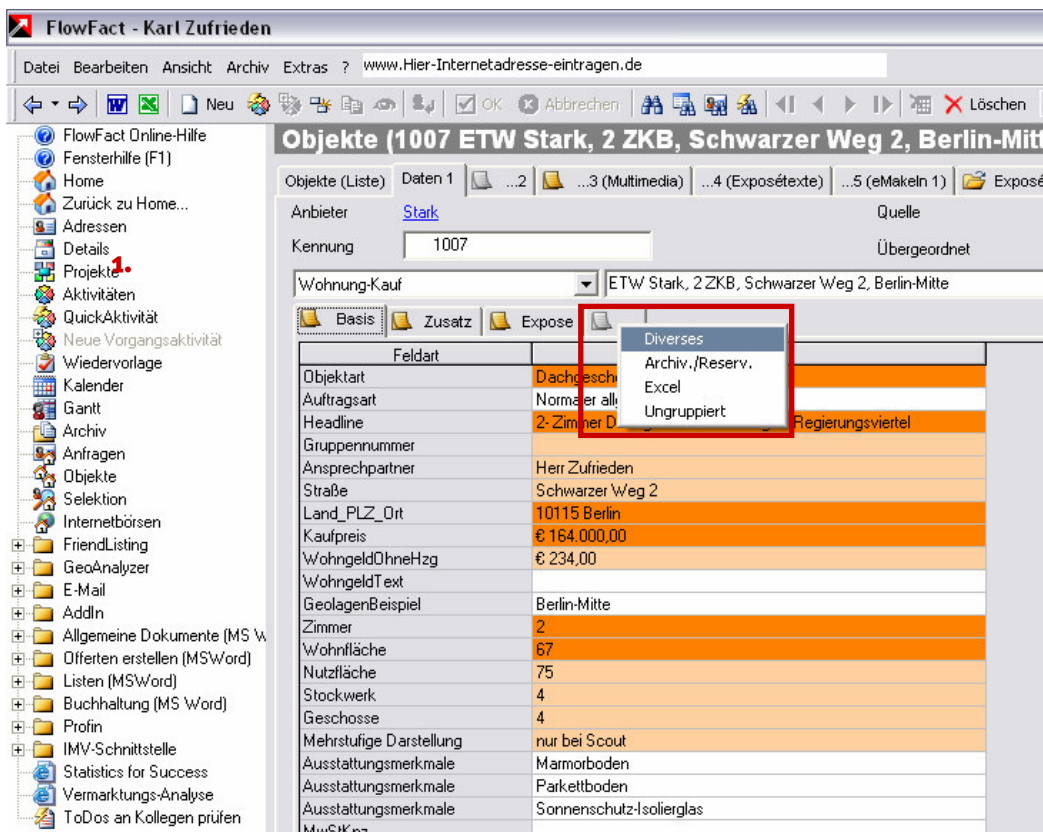 FlowFact - Karl Zufrieden
Datei Bearbeiten Ansicht Archiv Extras ? www.Hier-Internetadresse-eintragen.de
Neu OK Abbrechen Löschen
FlowFact Online-Hilfe
Fensterhilfe (F1)
Home
Zurück zu Home...
Adressen
Details
Projekte
1.
Aktivitäten
QuickAktivität
Neue Vorgangsaktivität
Wiedervorlage
Kalender
Gantt
Archiv
Anfragen
Objekte
Selektion
Internetbörsen
FriendListing
GeoAnalyzer
E-Mail
AddIn
Allgemeine Dokumente (MS
Offerten erstellen (MSWord)
Listen (MSWord)
Buchhaltung (MS Word)
Profin
IMV-Schnittstelle
Statistics for Success
Vermarktungs-Analyse
ToDos an Kollegen prüfen
Objekte (1007 ETW Stark, 2 ZKB, Schwarzer Weg 2, Berlin-Mitt
Objekte (Liste) Daten 1 ...2 ...3 (Multimedia) ...4 (Exposétexte) ...5 (eMakeln 1) Exposé
Anbieter Stark Quelle
Kennung 1007 Übergeordnet
Wohnung-Kauf ETW Stark, 2 ZKB, Schwarzer Weg 2, Berlin-Mitte
Basis Zusatz Expose
Diverses
Archiv./Reserv.
Excel
Ungruppiert
Feldart
Objektart Dachgesch
Auftragsart Normaler all
Headline 2- Zimmer D Regierungsviertel
Gruppennummer
Ansprechpartner Herr Zufrieden
Straße Schwarzer Weg 2
Land_PLZ_Ort 10115 Berlin
Kaufpreis € 164.000,00
WohngeldOhneHzg € 234,00
WohngeldText
GeolagenBeispiel Berlin-Mitte
Zimmer 2
Wohnfläche 67
Nutzfläche 75
Stockwerk 4
Geschosse 4
Mehrstufige Darstellung nur bei Scout
Ausstattungsmerkmale Marmorboden
Ausstattungsmerkmale Parkettboden
Ausstattungsmerkmale Sonnenschutz-Isolierglas